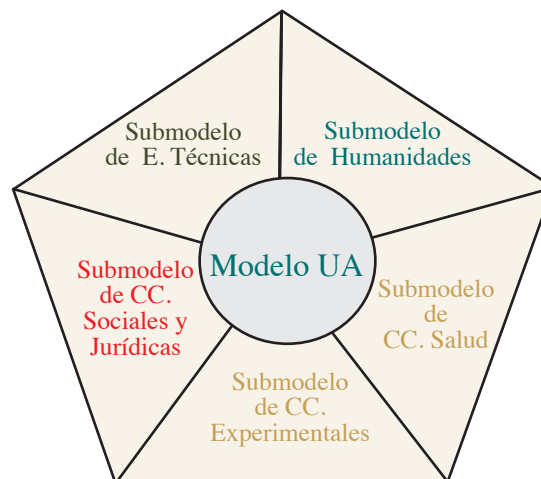 Submodelo
de E. Técnicas
Submodelo
de Humanidades
Modelo UA
Submodelo
de CC.
Sociales y
Jurídicas
Submodelo
de
CC. Salud
Submodelo
de CC.
Experimentales